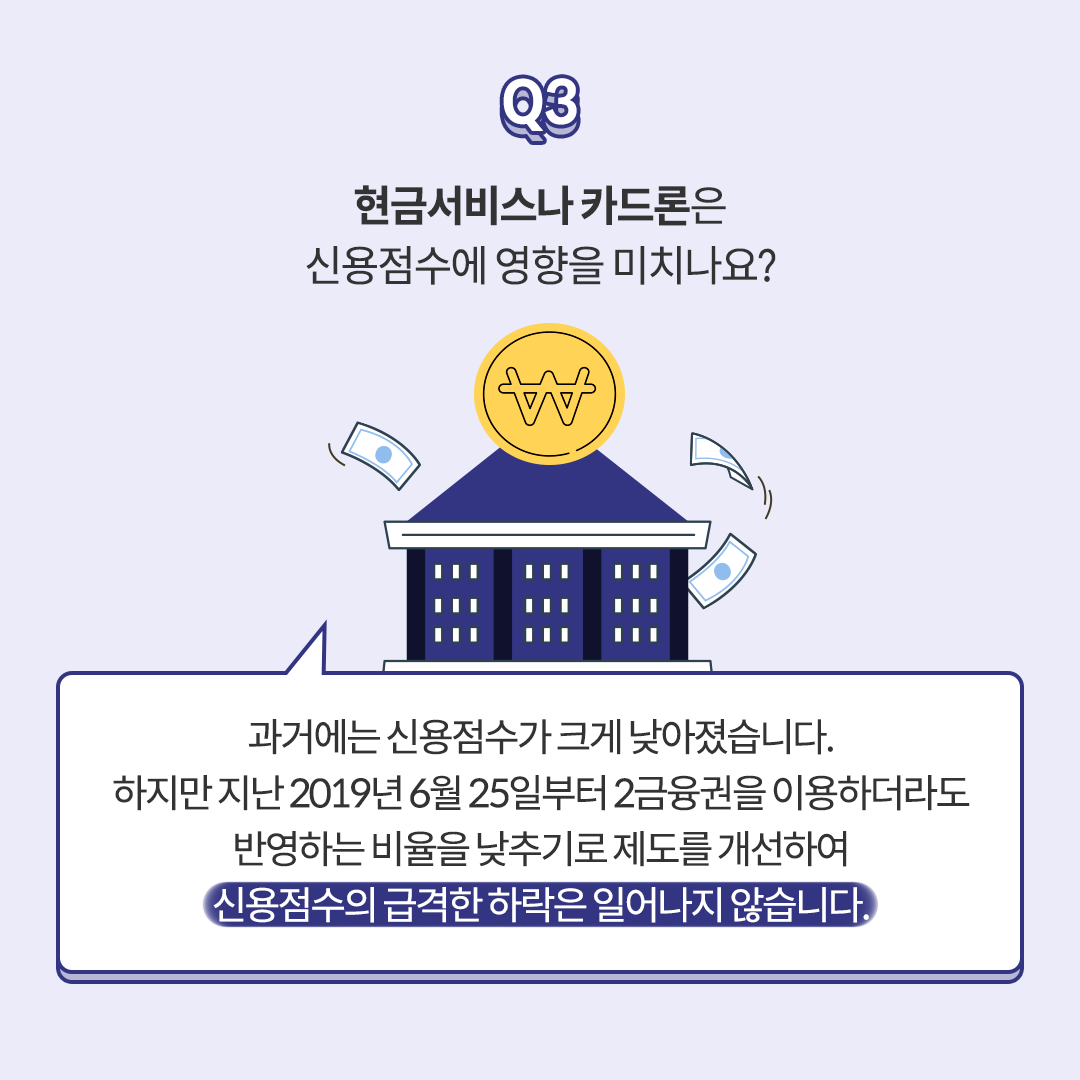 Q3
현금서비스나 카드론은
신용점수에 영향을 미치나요?
₩
과거에는 신용점수가 크게 낮아졌습니다.
하지만 지난 2019년 6월 25일부터 2금융권을 이용하더라도
반영하는 비율을 낮추기로 제도를 개선하여
신용점수의 급격한 하락은 일어나지 않습니다.